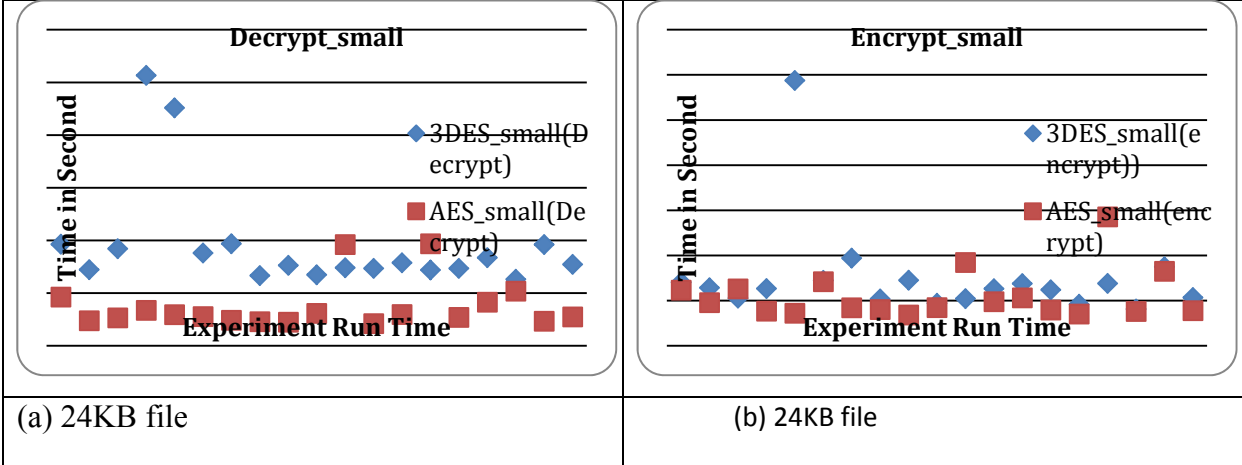 Decrypt_small
Time in Second
3DES_small(D
ecrypt)
AES_small(De
crypt)
Experiment Run Time
(a) 24KB file
Encrypt_small
Time in Second
3DES_small(e
ncrypt))
AES_small(enc
rypt)
Experiment Run Time
(b) 24KB file